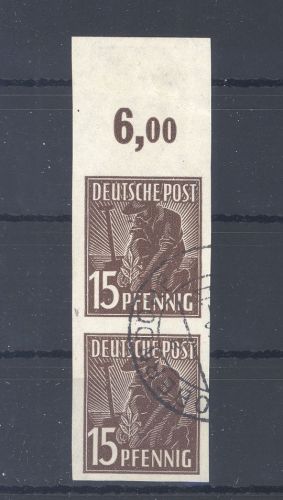 6,00
DEUTSCHE POST
15 PFENNIG
DEUTSCHE POST
15 PFENNIG